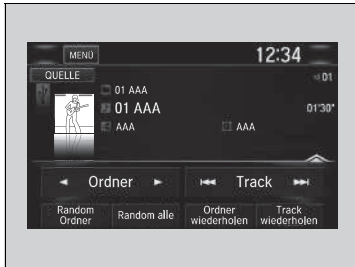 MENÜ
12:34
QUELLE
01
01 AAA
01 AAA
01'30"
AAA
AAA
Ordner
Track
Random Ordner
Random alle
Ordner wiederholen
Track wiederholen